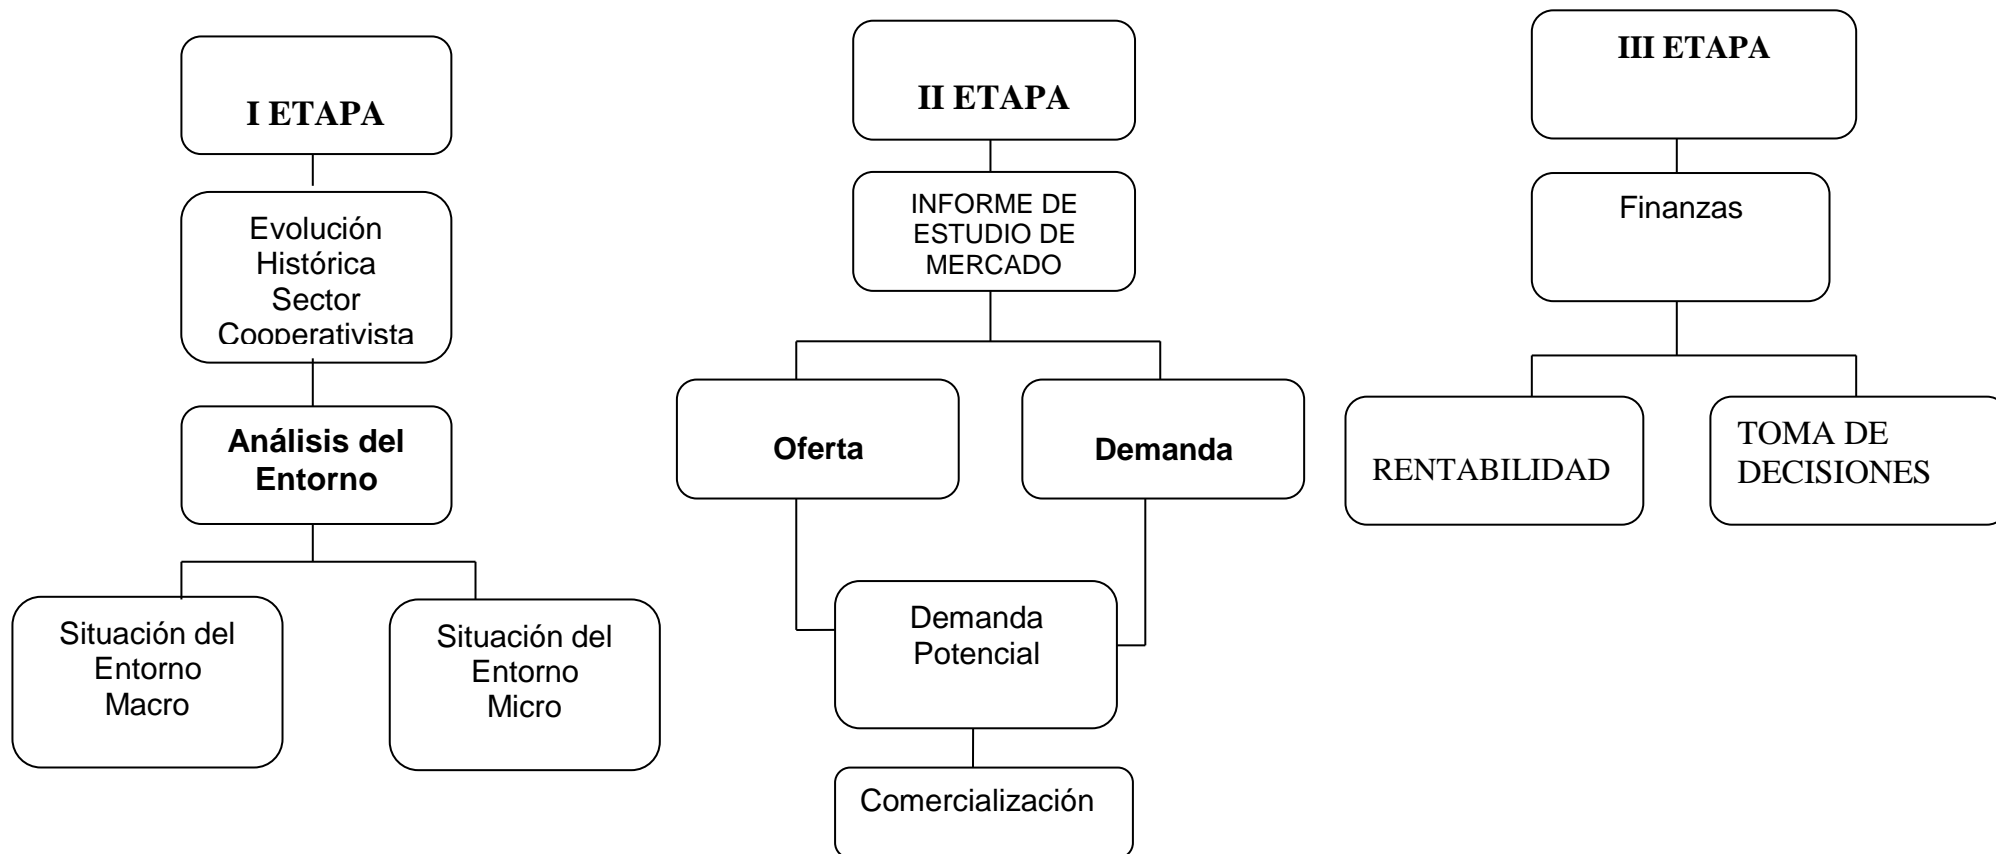 I ETAPA
Evolución
Histórica
Sector
Cooperativista
Análisis del
Entorno
Situación del
Entorno
Macro
Situación del
Entorno
Micro
II ETAPA
INFORME DE
ESTUDIO DE
MERCADO
Oferta
Demanda
Demanda
Potencial
Comercialización
III ETAPA
Finanzas
RENTABILIDAD
TOMA DE
DECISIONES